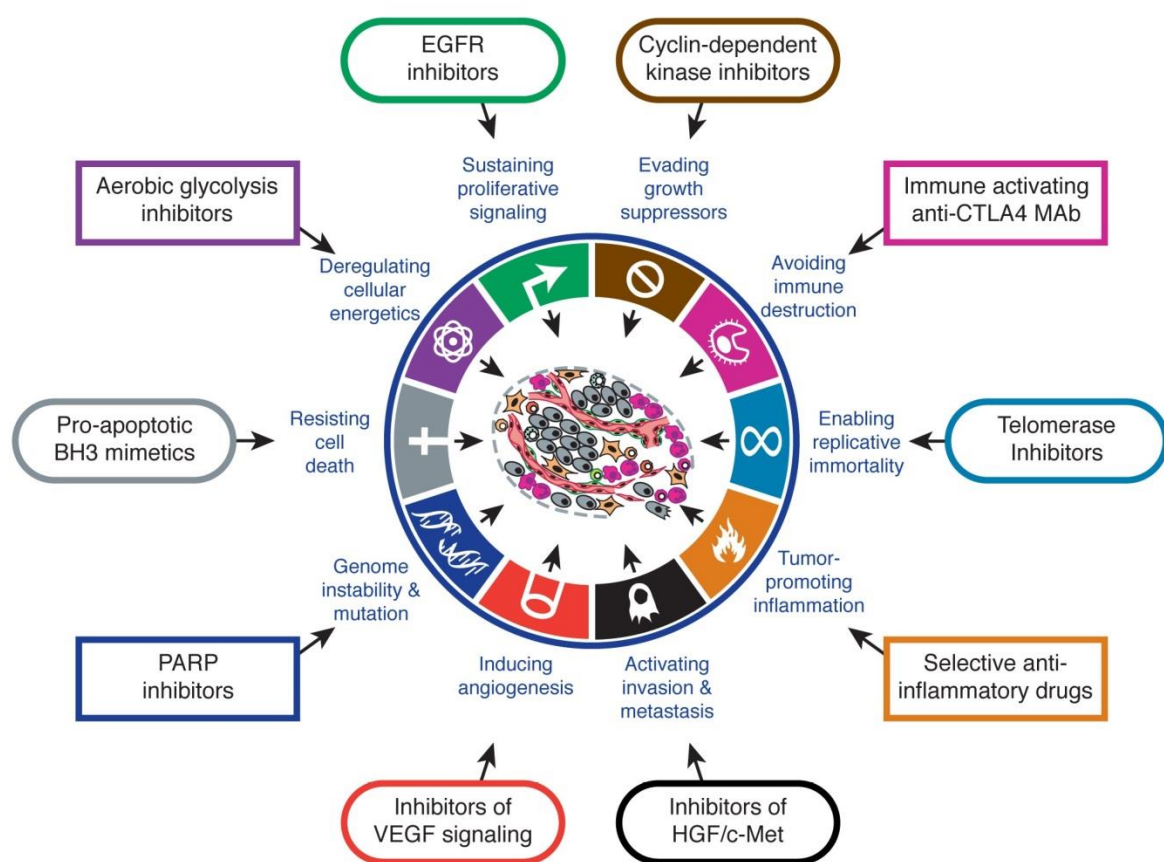 EGFR
inhibitors
Cyclin-dependent
kinase inhibitors
Sustaining
proliferative
signaling
Evading
growth
suppressors
Aerobic glycolysis
inhibitors
Immune activating
anti-CTLA4 MAb
Deregulating
cellular
energetics
Avoiding
immune
destruction
Pro-apoptotic
BH3 mimetics
Resisting
cell
death
Enabling
replicative
immortality
Telomerase
Inhibitors
Genome
instability &
mutation
Tumor-
promoting
inflammation
PARP
inhibitors
Inducing
angiogenesis
Activating
invasion &
metastasis
Selective anti-
inflammatory drugs
Inhibitors of
VEGF signaling
Inhibitors of
HGF/c-Met